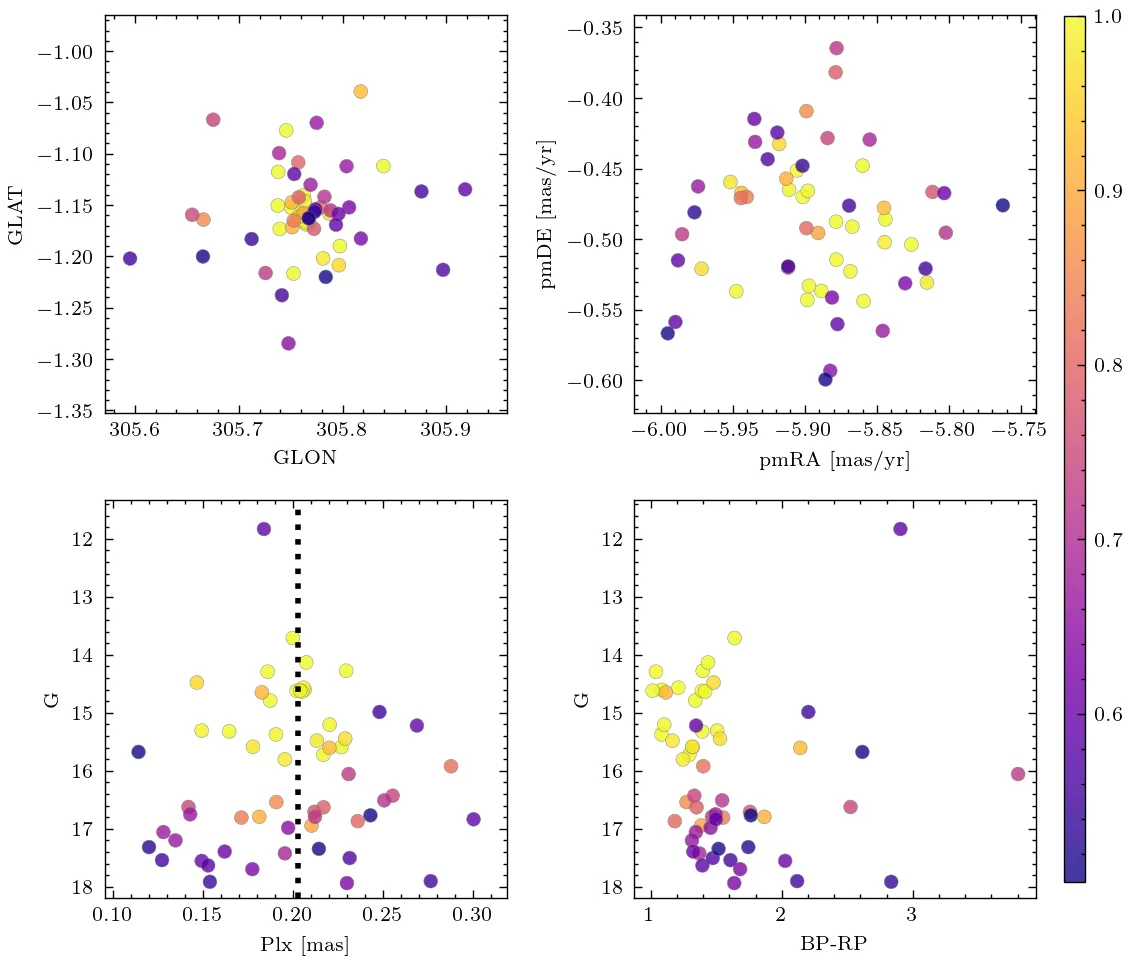 −1.00
−1.05
−1.10
−1.15
−1.20
−1.25
−1.30
−1.35
GLAT
305.6 305.7 305.8 305.9
GLON
−0.35
−0.40
−0.45
−0.50
−0.55
−0.60
pmDE [mas/yr]
−6.00 −5.95 −5.90 −5.85 −5.80 −5.75
pmRA [mas/yr]
12
13
14
15
16
17
18
G
0.10 0.15 0.20 0.25 0.30
Plx [mas]
12
13
14
15
16
17
18
G
1 2 3
BP-RP
1.0
0.9
0.8
0.7
0.6